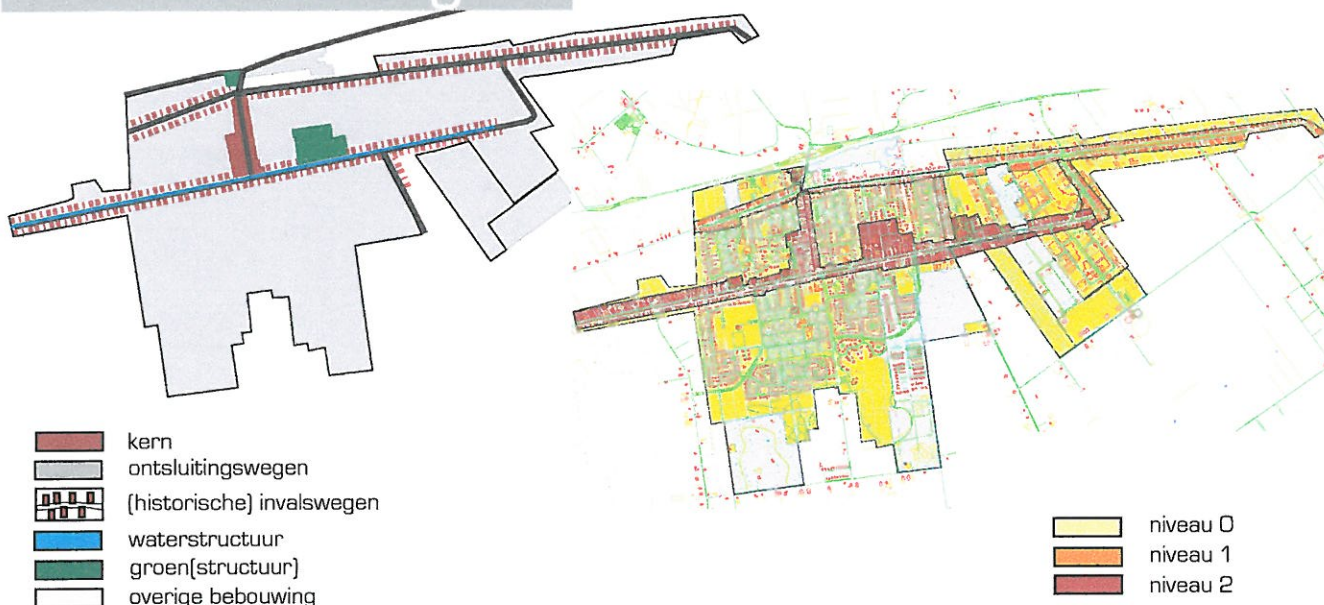 kern
ontsluitingswegen
(historische) invalswegen
waterstructuur
groen(structuur)
overige bebouwing
niveau 0
niveau 1
niveau 2